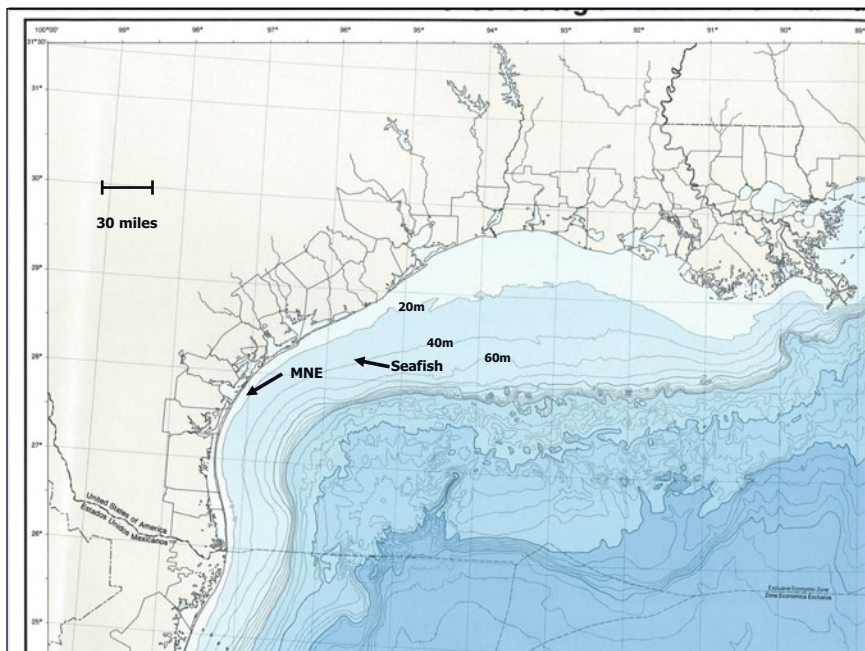 100°00'
99°
98°
96°
95°
94°
93°
92°
91°
90°
89°
31°30'
31°
30°
30 miles
29°
20m
28°
40m
Seafish
60m
MNE
27°
United States of America
Estados Unidos Mexicanos
26°
Exclusive Economic Zone
Zona Economica Exclusiva
25°